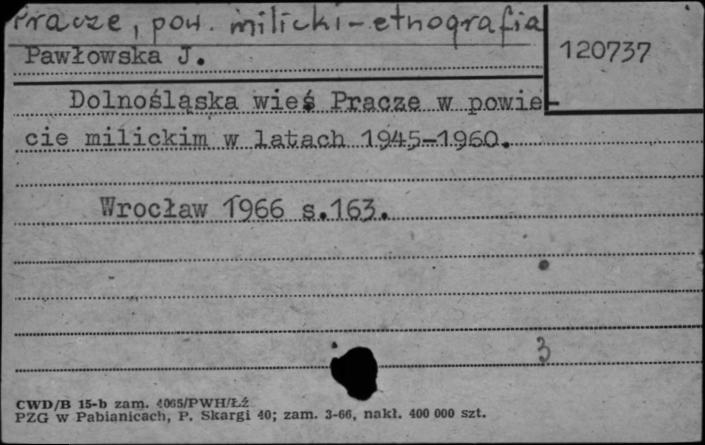 Pracze, pow. milicki-etnografia
Pawłowska J.
120737
Dolnośląska wieś Pracze w powie-
cie milickim w latach 1945-1960.
Wrocław 1966 s.163.
3
CWD/B 15-b zam. 4065/PWH/ŁŹ
PZG w Pabianicach, P. Skargi 40; zam. 3-66, nakł. 400 000 szt.